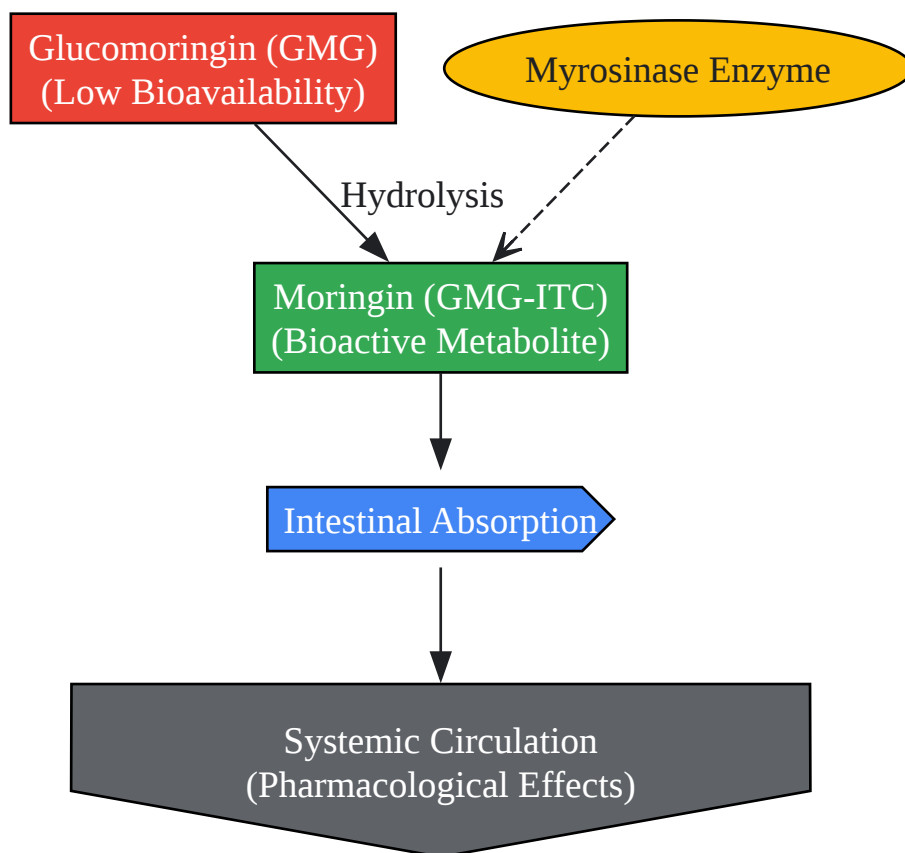 Glucomoringin (GMG)
(Low Bioavailability)
Myrosinase Enzyme
Hydrolysis
Moringin (GMG-ITC)
(Bioactive Metabolite)
Intestinal Absorption
Systemic Circulation
(Pharmacological Effects)